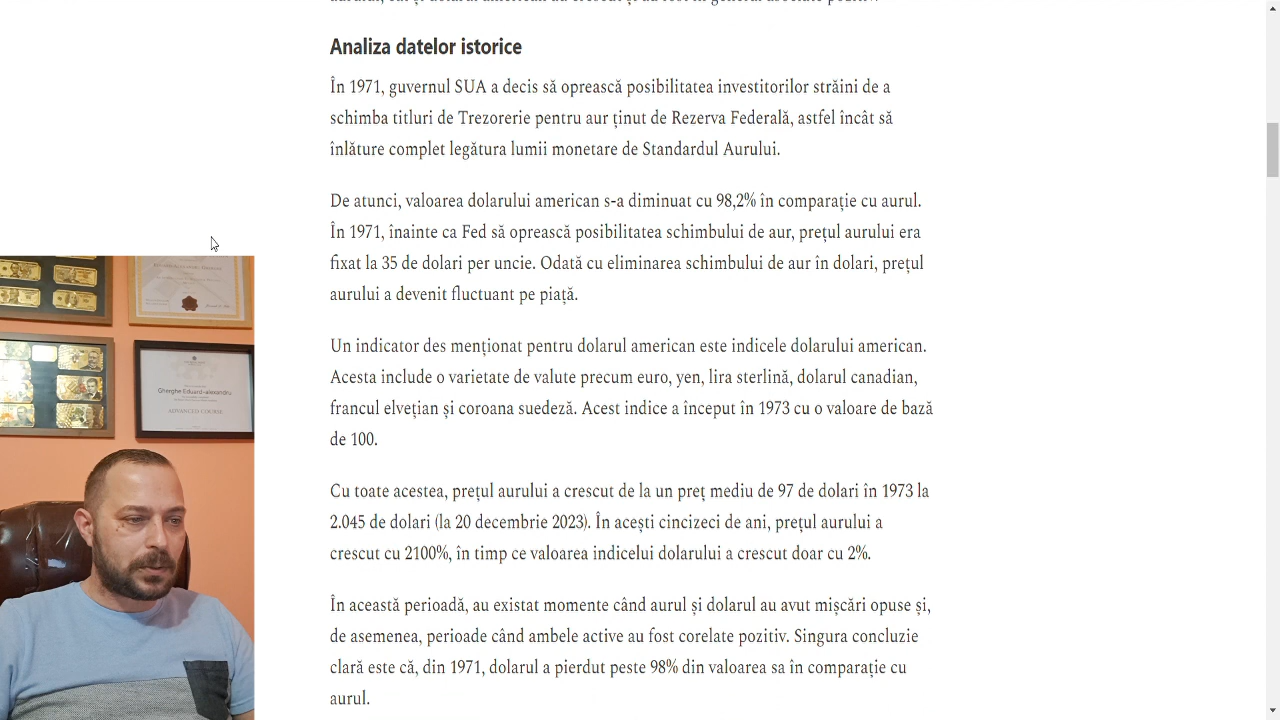 Analiza datelor istorice
În 1971, guvernul SUA a decis să oprească posibilitatea investitorilor străini de a
schimba titluri de Trezorerie pentru aur ținut de Rezerva Federală, astfel încât să
înlăture complet legătura lumii monetare de Standardul Aurului.
De atunci, valoarea dolarului american s-a diminuat cu 98,2% în comparație cu aurul.
În 1971, înainte ca Fed să oprească posibilitatea schimbului de aur, prețul aurului era
fixat la 35 de dolari per uncie. Odată cu eliminarea schimbului de aur în dolari, prețul
aurului a devenit fluctuant pe piață.
Un indicator des menționat pentru dolarul american este indicele dolarului american.
Acesta include o varietate de valute precum euro, yen, lira sterlină, dolarul canadian,
francul elvețian și coroana suedeză. Acest indice a început în 1973 cu o valoare de bază
de 100.
Cu toate acestea, prețul aurului a crescut de la un preț mediu de 97 de dolari în 1973 la
2.045 de dolari (la 20 decembrie 2023). În acești cincizeci de ani, prețul aurului a
crescut cu 2100%, în timp ce valoarea indicelui dolarului a crescut doar cu 2%.
În această perioadă, au existat momente când aurul și dolarul au avut mișcări opuse și,
de asemenea, perioade când ambele active au fost corelate pozitiv. Singura concluzie
clară este că, din 1971, dolarul a pierdut peste 98% din valoarea sa în comparație cu
aurul.
Gherghe Eduard-alexandru
ADVANCED COURSE